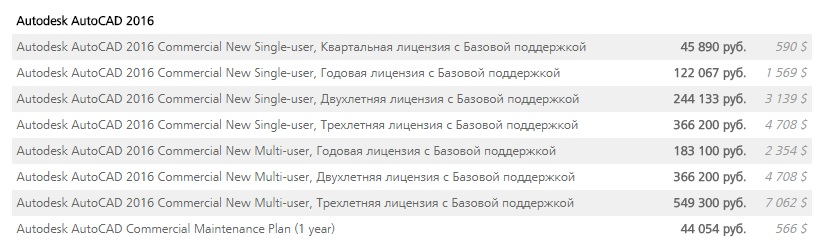 Autodesk AutoCAD 2016
Autodesk AutoCAD 2016 Commercial New Single-user, Квартальная лицензия с Базовой поддержкой 45 890 руб. 590 $
Autodesk AutoCAD 2016 Commercial New Single-user, Годовая лицензия с Базовой поддержкой 122 067 руб. 1 569 $
Autodesk AutoCAD 2016 Commercial New Single-user, Двухлетняя лицензия с Базовой поддержкой 244 133 руб. 3 139 $
Autodesk AutoCAD 2016 Commercial New Single-user, Трехлетняя лицензия с Базовой поддержкой 366 200 руб. 4 708 $
Autodesk AutoCAD 2016 Commercial New Multi-user, Годовая лицензия с Базовой поддержкой 183 100 руб. 2 354 $
Autodesk AutoCAD 2016 Commercial New Multi-user, Двухлетняя лицензия с Базовой поддержкой 366 200 руб. 4 708 $
Autodesk AutoCAD 2016 Commercial New Multi-user, Трехлетняя лицензия с Базовой поддержкой 549 300 руб. 7 062 $
Autodesk AutoCAD Commercial Maintenance Plan (1 year) 44 054 руб. 566 $